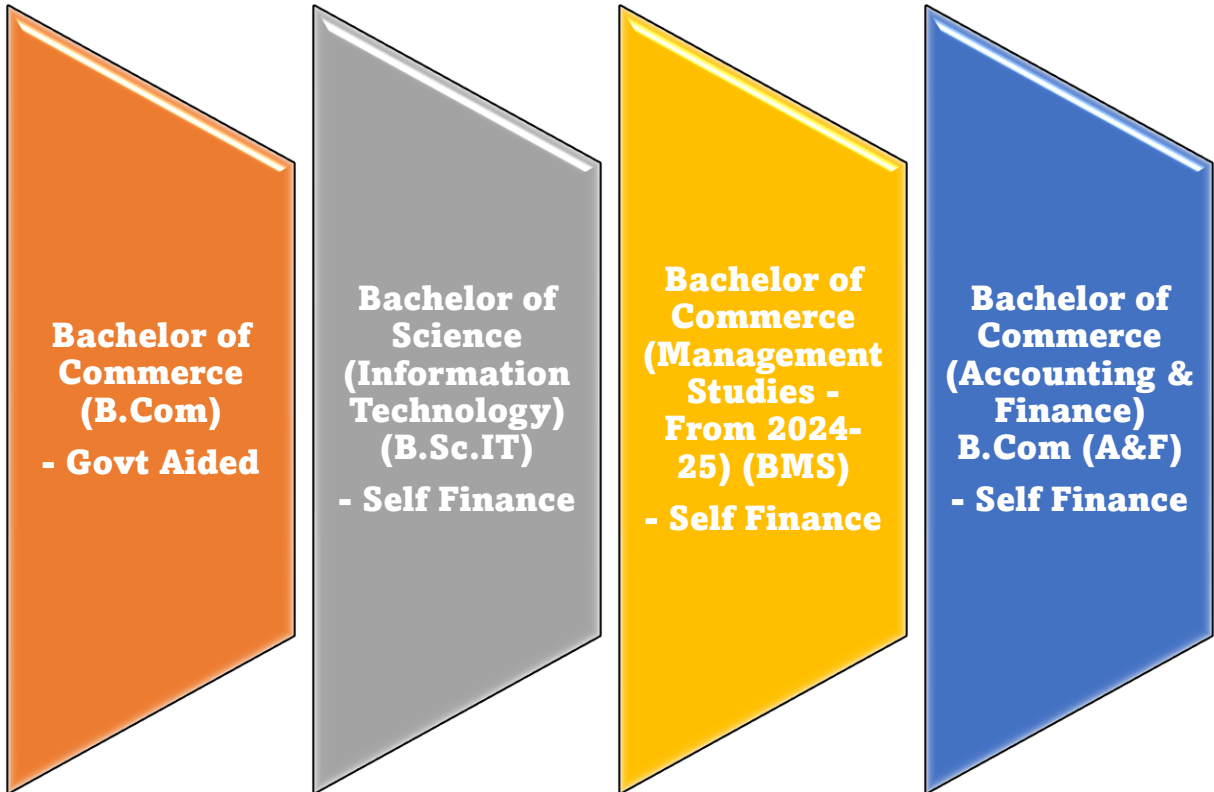 Bachelor of
Commerce
(B.Com)
- Govt Aided
Bachelor of
Science
(Information
Technology)
(B.Sc.IT)
- Self Finance
Bachelor of
Commerce
(Management
Studies -
From 2024-
25) (BMS)
- Self Finance
Bachelor of
Commerce
(Accounting &
Finance)
B.Com (A&F)
- Self Finance